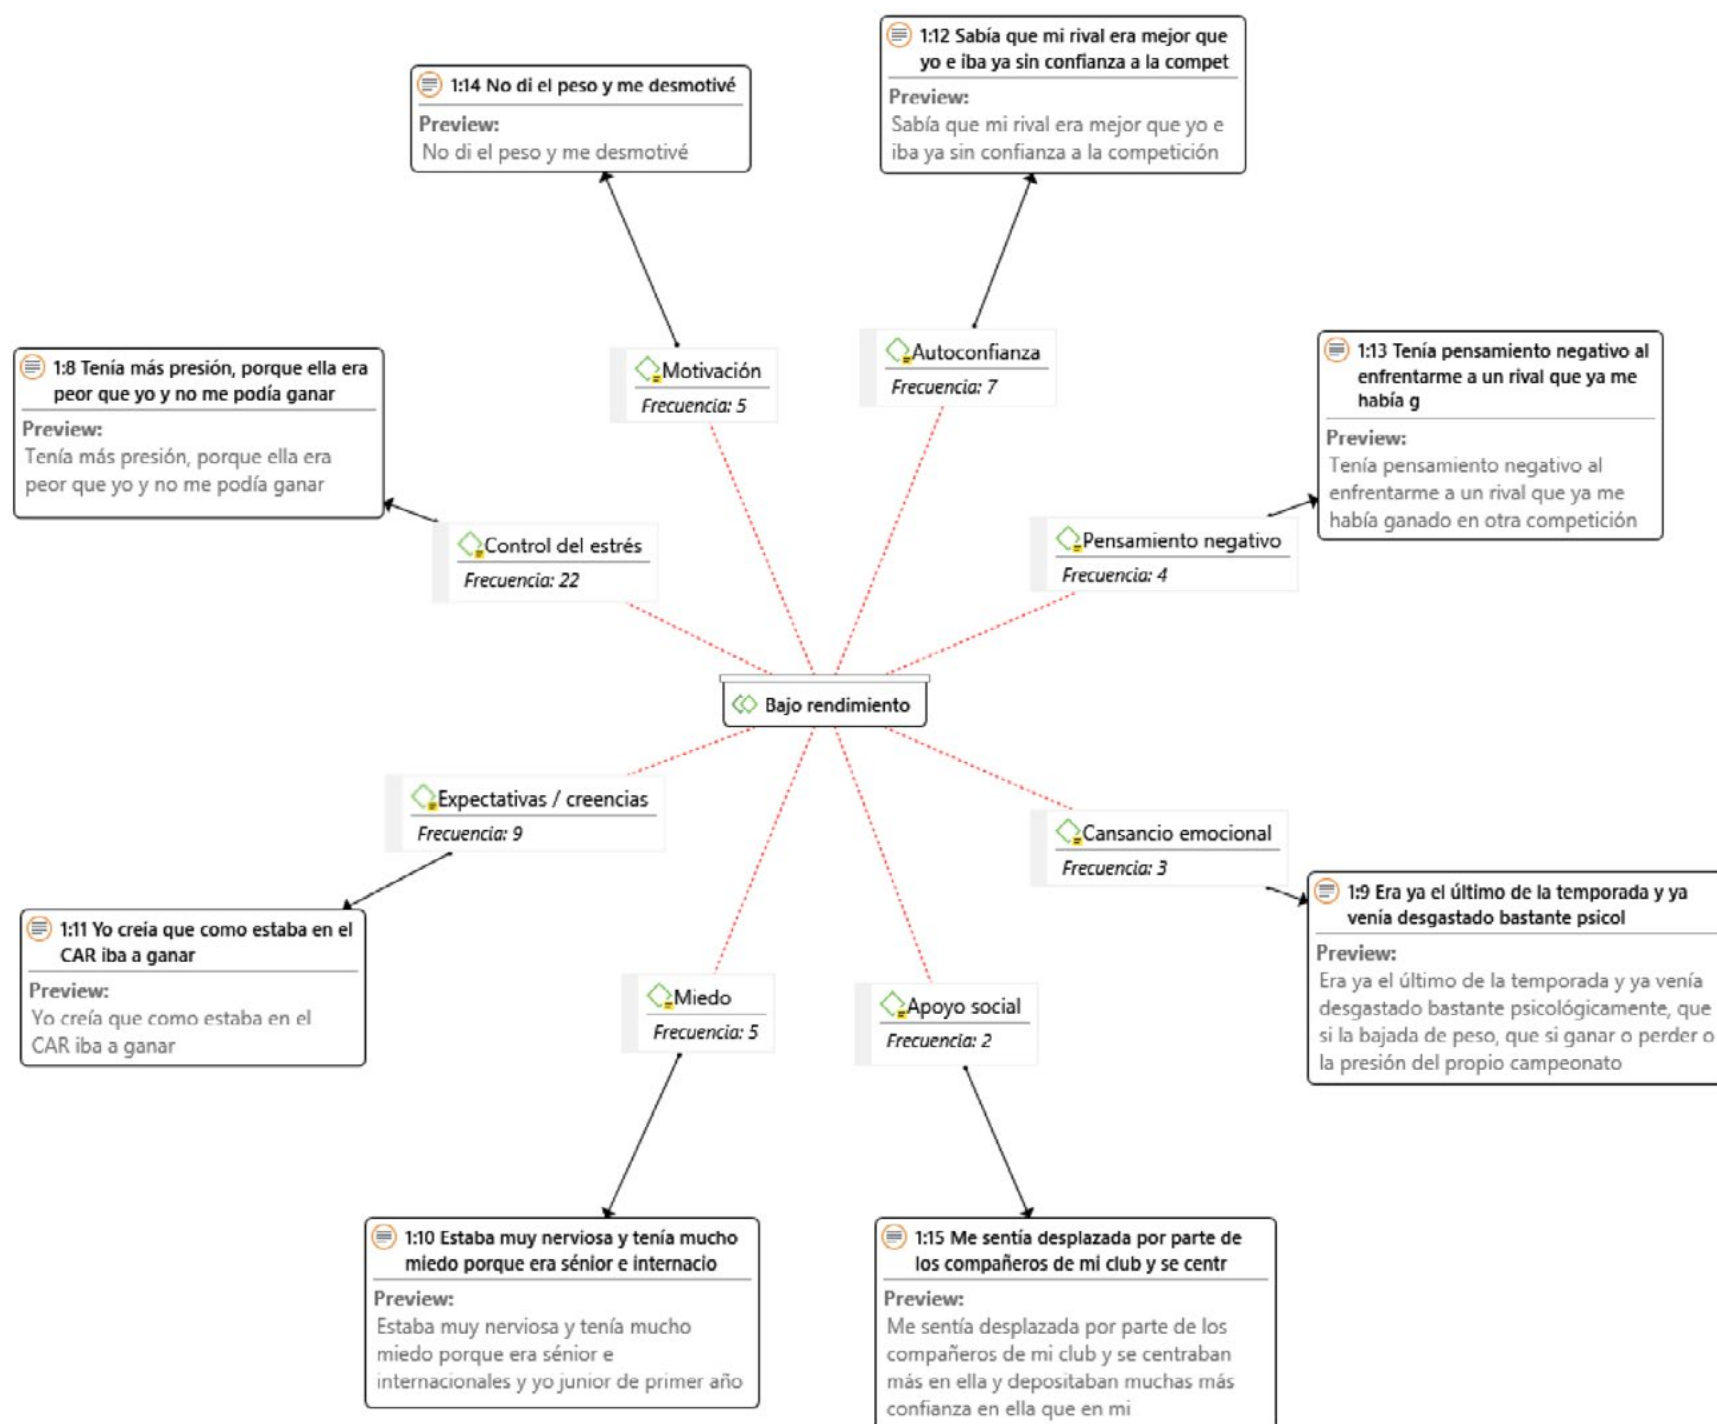 1:12 Sabía que mi rival era mejor que
yo e iba ya sin confianza a la compet
Preview:
Sabía que mi rival era mejor que yo e
iba ya sin confianza a la competición
1:14 No di el peso y me desmotivé
Preview:
No di el peso y me desmotivé
Autoconfianza
Frecuencia: 7
Motivación
Frecuencia: 5
1:13 Tenía pensamiento negativo al
enfrentarme a un rival que ya me
había g
Preview:
Tenía pensamiento negativo al
enfrentarme a un rival que ya me
había ganado en otra competición
1:8 Tenía más presión, porque ella era
peor que yo y no me podía ganar
Preview:
Tenía más presión, porque ella era
peor que yo y no me podía ganar
Control del estrés
Frecuencia: 22
Pensamiento negativo
Frecuencia: 4
Bajo rendimiento
Expectativas / creencias
Frecuencia: 9
Cansancio emocional
Frecuencia: 3
1:9 Era ya el último de la temporada y ya
venía desgastado bastante psicol
Preview:
Era ya el último de la temporada y ya venía
desgastado bastante psicológicamente, que
si la bajada de peso, que si ganar o perder o
la presión del propio campeonato
1:11 Yo creía que como estaba en el
CAR iba a ganar
Preview:
Yo creía que como estaba en el
CAR iba a ganar
Miedo
Frecuencia: 5
Apoyo social
Frecuencia: 2
1:10 Estaba muy nerviosa y tenía mucho
miedo porque era sénior e internacio
Preview:
Estaba muy nerviosa y tenía mucho
miedo porque era sénior e
internacionales y yo junior de primer año
1:15 Me sentía desplazada por parte de
los compañeros de mi club y se centr
Preview:
Me sentía desplazada por parte de los
compañeros de mi club y se centraban
más en ella y depositaban muchas más
confianza en ella que en mi